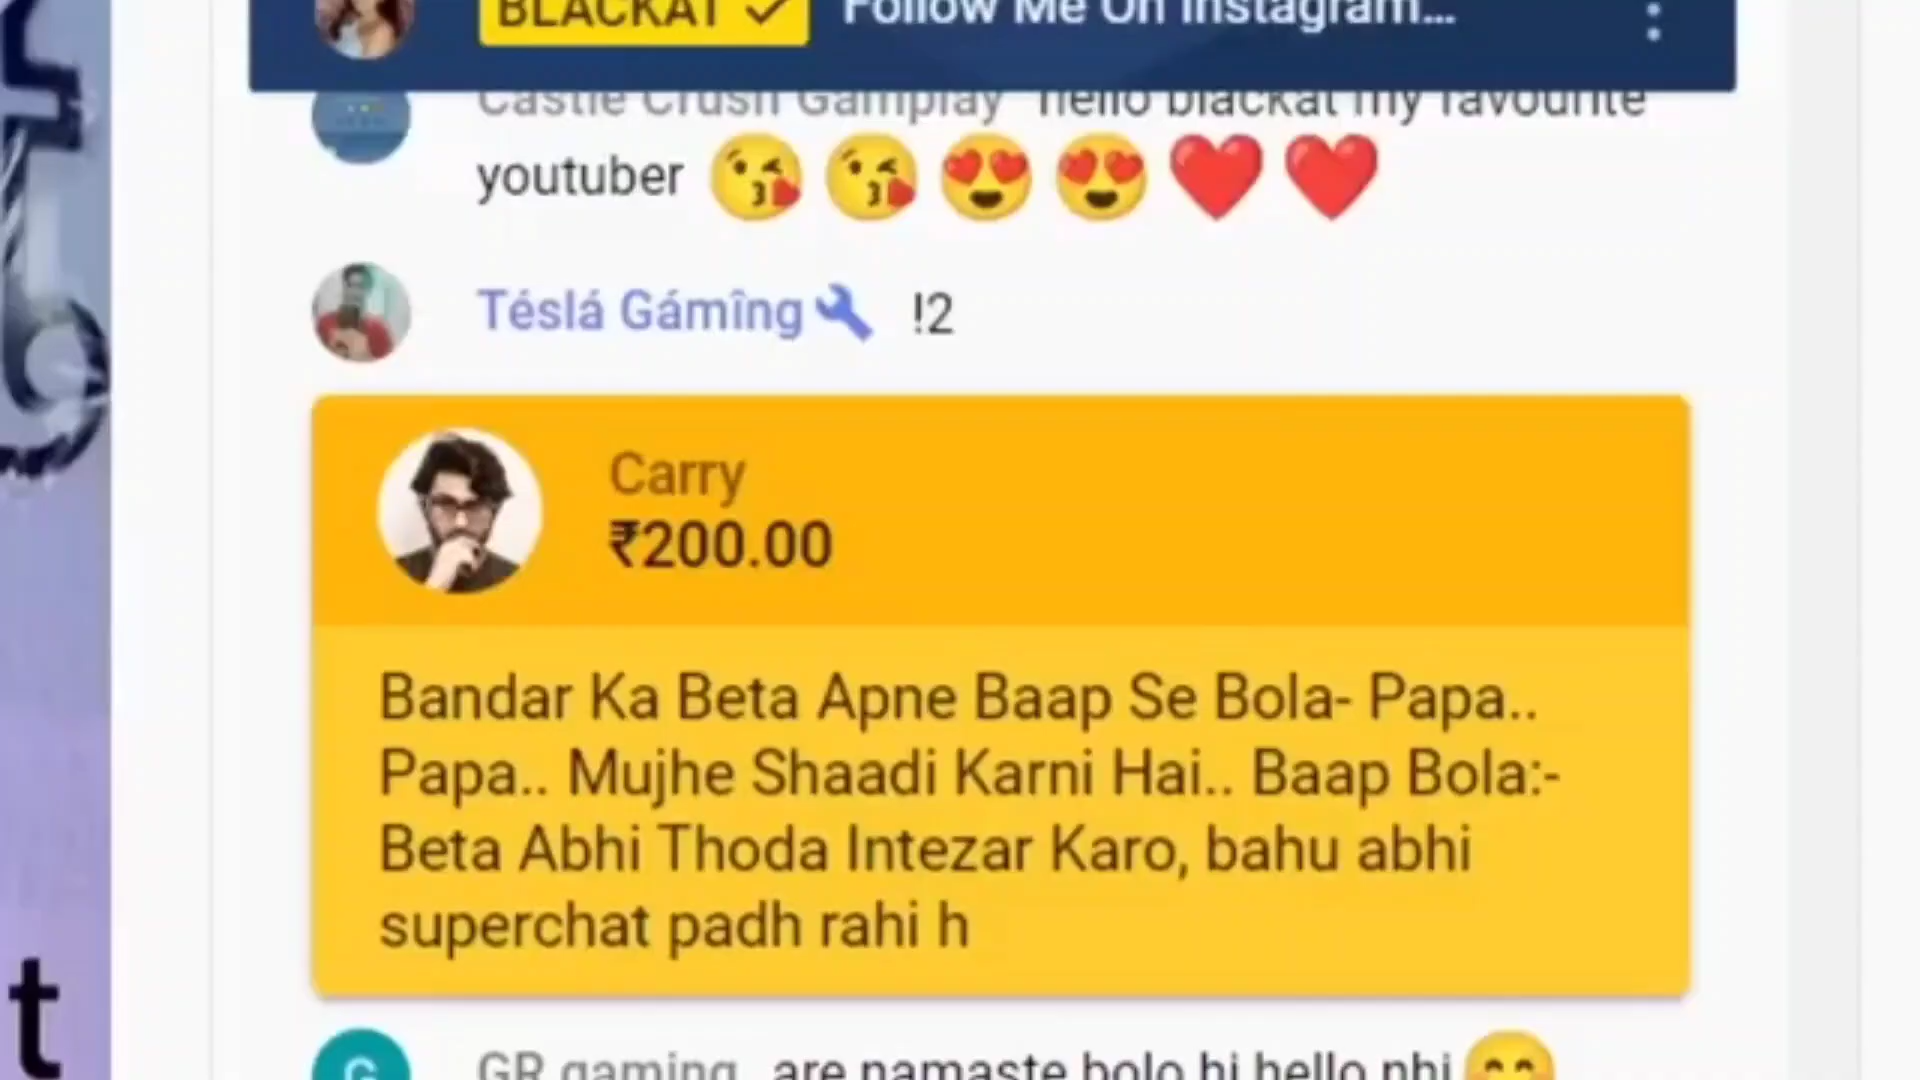 BLACKAT Follow Me On Instagram...
Castle Crush Gamplay hello blackat my favourite
youtuber 😘 😘 😍 😍 ❤️ ❤️
Téslá Gámîng !2
Carry
₹200.00
Bandar Ka Beta Apne Baap Se Bola- Papa..
Papa.. Mujhe Shaadi Karni Hai.. Baap Bola:-
Beta Abhi Thoda Intezar Karo, bahu abhi
superchat padh rahi h
t
G GR gaming are namaste bolo hi hello nhi 😊